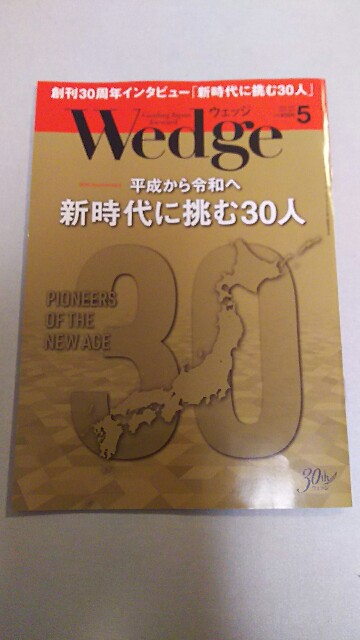 創刊30周年インタビュー「新時代に挑む30人」
Wedge
ウェッジ
5
平成から令和へ
新時代に挑む30人
30
PIONEERS
OF THE
NEW AGE
30th